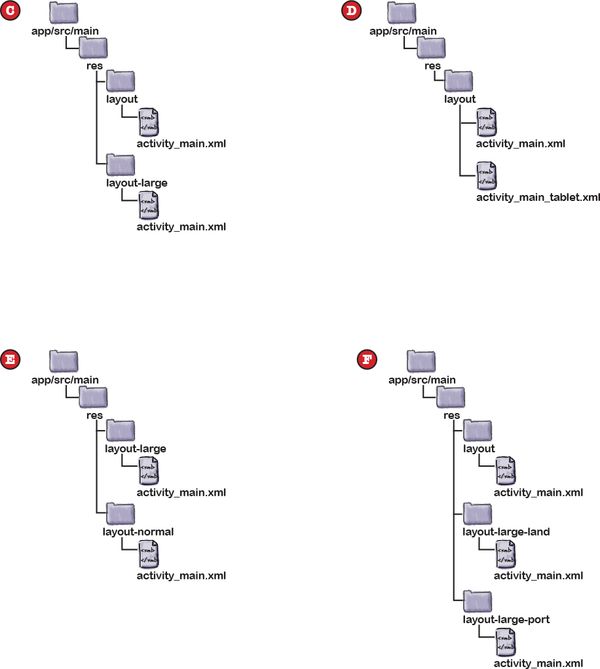 C
app/src/main
res
layout
<xml>
</xml>
activity_main.xml
layout-large
<xml>
</xml>
activity_main.xml
D
app/src/main
res
layout
<xml>
</xml>
activity_main.xml
<xml>
</xml>
activity_main_tablet.xml
E
app/src/main
res
layout-large
<xml>
</xml>
activity_main.xml
layout-normal
<xml>
</xml>
activity_main.xml
F
app/src/main
res
layout
<xml>
</xml>
activity_main.xml
layout-large-land
<xml>
</xml>
activity_main.xml
layout-large-port
<xml>
</xml>
activity_main.xml